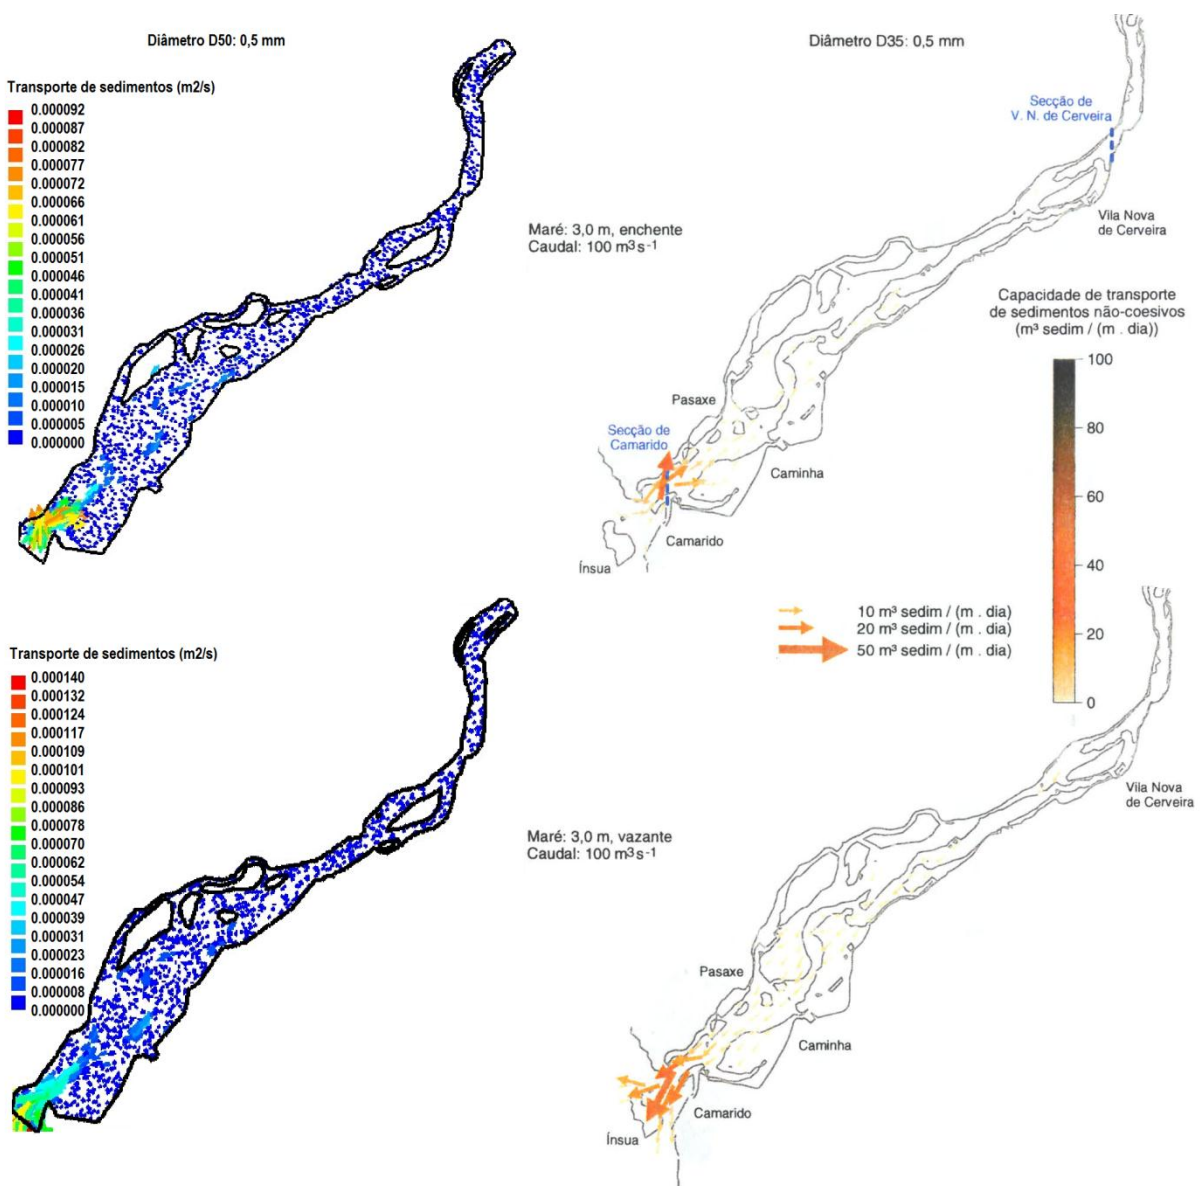 Diâmetro D50: 0,5 mm
Diâmetro D35: 0,5 mm
Transporte de sedimentos (m2/s)
0.000092
0.000087
0.000082
0.000077
0.000072
0.000066
0.000061
0.000056
0.000051
0.000046
0.000041
0.000036
0.000031
0.000026
0.000020
0.000015
0.000010
0.000005
0.000000
Maré: 3,0 m, enchente
Caudal: 100 m³s⁻¹
Secção de
V. N. de Cerveira
Vila Nova
de Cerveira
Capacidade de transporte
de sedimentos não-coesivos
(m³ sedim / (m . dia))
100
80
60
40
20
0
Pasaxe
Secção de
Camarido
Caminha
Camarido
Ínsua
10 m³ sedim / (m . dia)
20 m³ sedim / (m . dia)
50 m³ sedim / (m . dia)
Transporte de sedimentos (m2/s)
0.000140
0.000132
0.000124
0.000117
0.000109
0.000101
0.000093
0.000086
0.000078
0.000070
0.000062
0.000054
0.000047
0.000039
0.000031
0.000023
0.000016
0.000008
0.000000
Maré: 3,0 m, vazante
Caudal: 100 m³s⁻¹
Vila Nova
de Cerveira
Pasaxe
Caminha
Camarido
Ínsua